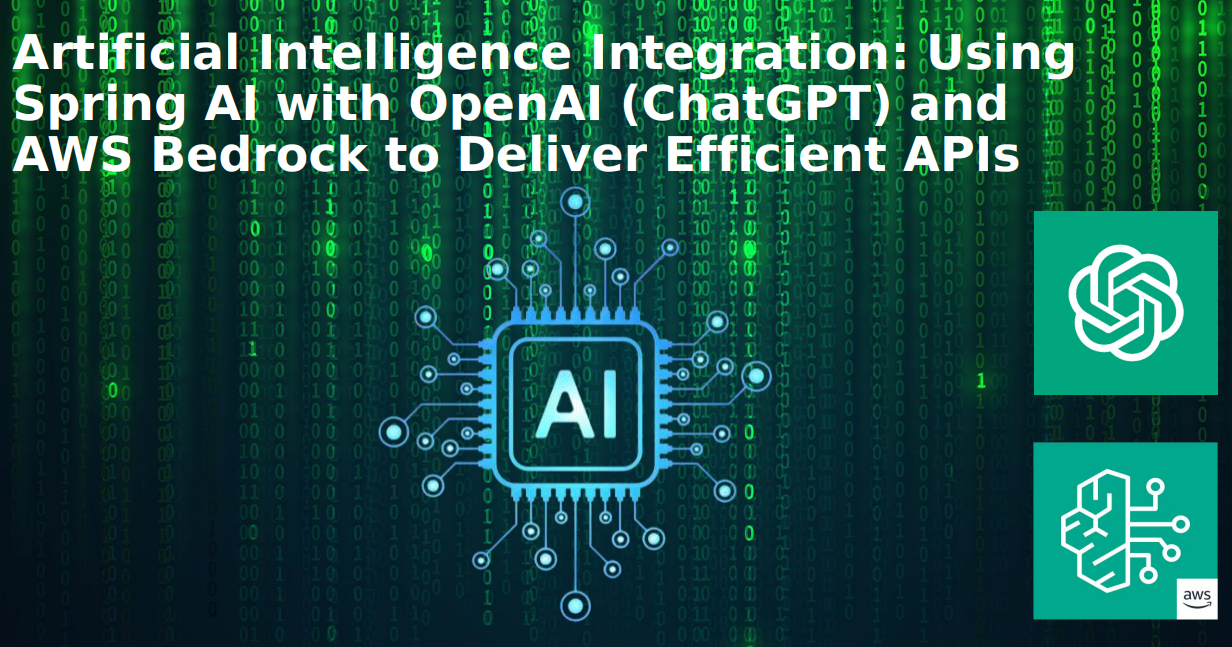 Artificial Intelligence Integration: Using
Spring AI with OpenAI (ChatGPT) and
AWS Bedrock to Deliver Efficient APIs
AI
aws